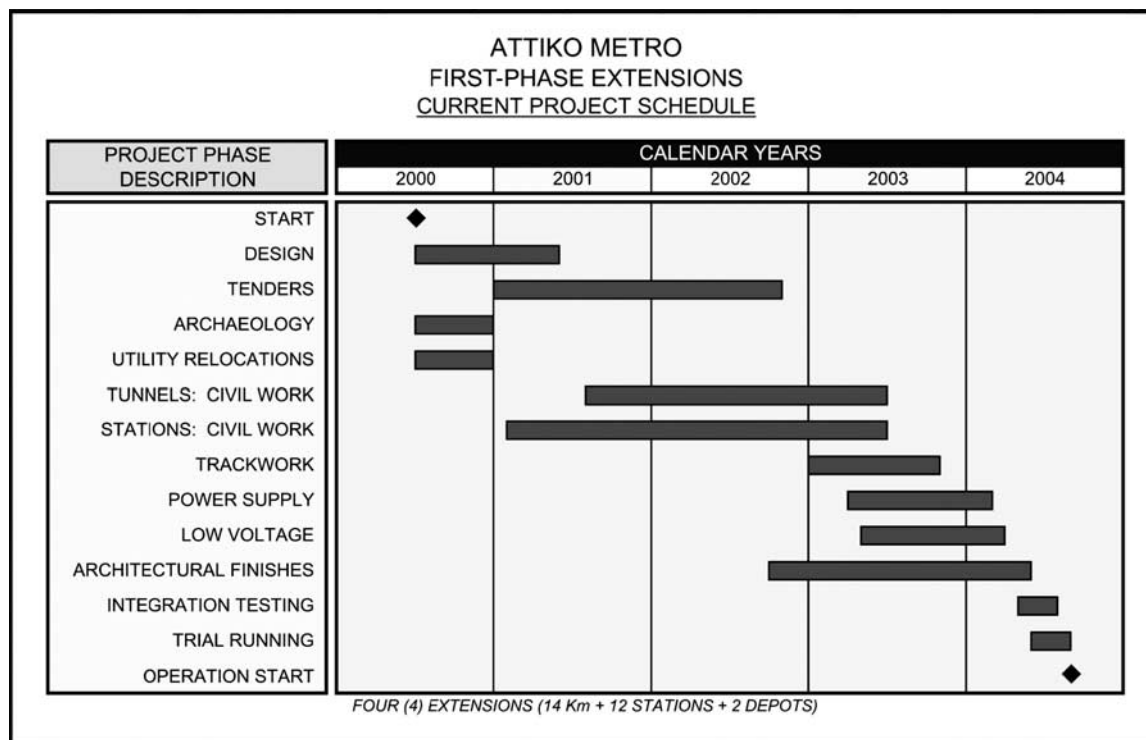 ATTIKO METRO
FIRST-PHASE EXTENSIONS
CURRENT PROJECT SCHEDULE
PROJECT PHASE
DESCRIPTION
CALENDAR YEARS
2000 2001 2002 2003 2004
START
DESIGN
TENDERS
ARCHAEOLOGY
UTILITY RELOCATIONS
TUNNELS: CIVIL WORK
STATIONS: CIVIL WORK
TRACKWORK
POWER SUPPLY
LOW VOLTAGE
ARCHITECTURAL FINISHES
INTEGRATION TESTING
TRIAL RUNNING
OPERATION START
FOUR (4) EXTENSIONS (14 Km + 12 STATIONS + 2 DEPOTS)